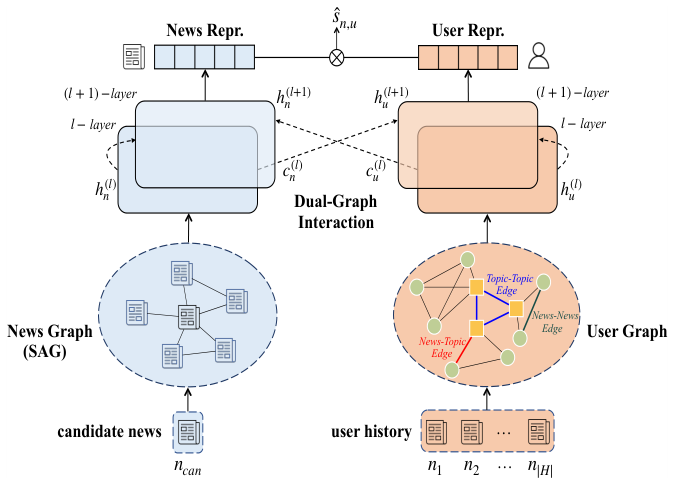 ŝₙ,ᵤ
News Repr.
User Repr.
(l + 1) – layer
hₙ⁽ˡ⁺¹⁾
hᵤ⁽ˡ⁺¹⁾
(l + 1) – layer
l – layer
l – layer
hₙ⁽ˡ⁾
cₙ⁽ˡ⁾
cᵤ⁽ˡ⁾
hᵤ⁽ˡ⁾
Dual-Graph
Interaction
News Graph
(SAG)
Topic-Topic
Edge
News-News
Edge
News-Topic
Edge
User Graph
candidate news
user history
...
n_can
n₁ n₂ ... n_|H|